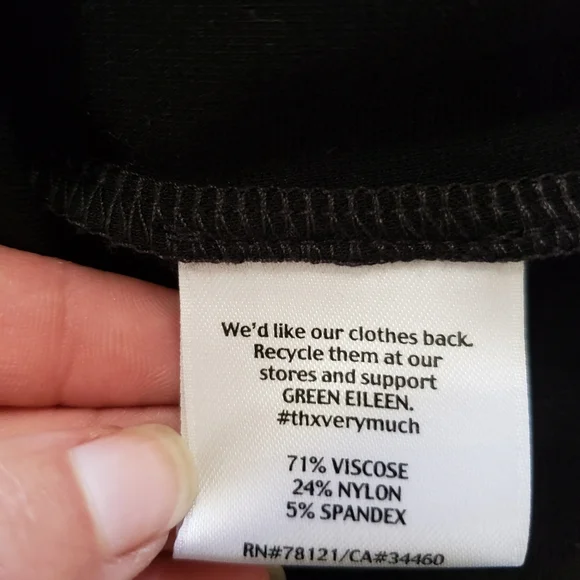 We'd like our clothes back.
Recycle them at our
stores and support
GREEN EILEEN.
#thxverymuch
71% VISCOSE
24% NYLON
5% SPANDEX
RN#78121/CA#34460